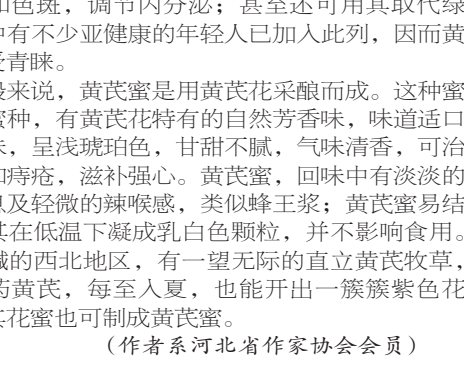 和色斑，调节内分泌；甚至还可用其取代绿
中有不少亚健康的年轻人已加入此列，因而黄
受青睐。
般来说，黄芪蜜是用黄芪花采酿而成。这种蜜
蜜种，有黄芪花特有的自然芳香味，味道适口
味，呈浅琥珀色，甘甜不腻，气味清香，可治
和痔疮，滋补强心。黄芪蜜，回味中有淡淡的
息及轻微的辣喉感，类似蜂王浆；黄芪蜜易结
其在低温下凝成乳白色颗粒，并不影响食用。
碱的西北地区，有一望无际的直立黄芪牧草，
药黄芪，每至入夏，也能开出一簇簇紫色花
其花蜜也可制成黄芪蜜。
（作者系河北省作家协会会员）